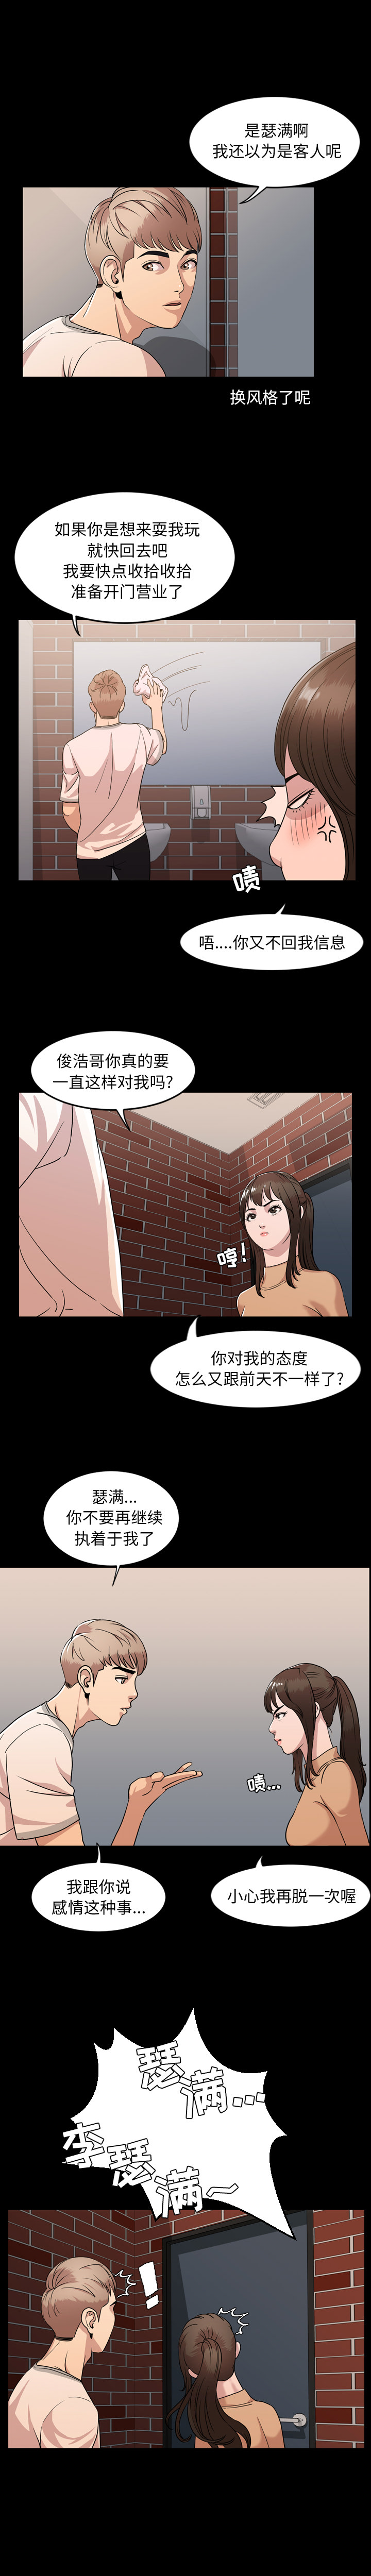 是瑟满啊
我还以为是客人呢
换风格了呢
如果你是想来耍我玩
就快回去吧
我要快点收拾收拾
准备开门营业了
啧
唔....你又不回我信息
俊浩哥你真的要
一直这样对我吗?
哼!
你对我的态度
怎么又跟前天不一样了?
瑟满...
你不要再继续
执着于我了
啧...
我跟你说
感情这种事...
小心我再脱一次喔
瑟满...
李瑟满~
!